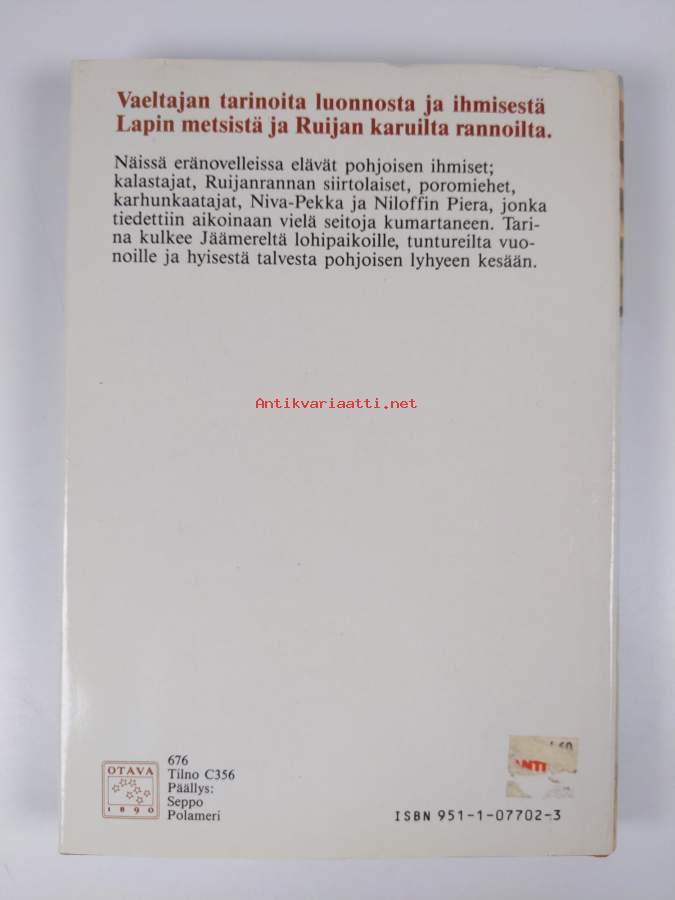 Vaeltajan tarinoita luonnosta ja ihmisestä
Lapin metsistä ja Ruijan karuilta rannoilta.
Näissä eränovelleissa elävät pohjoisen ihmiset;
kalastajat, Ruijanrannan siirtolaiset, poromiehet,
karhunkaatajat, Niva-Pekka ja Niloffin Piera, jonka
tiedettiin aikoinaan vielä seitoja kumartaneen. Tari-
na kulkee Jäämereltä lohipaikoille, tuntureilta vuo-
noille ja hyisestä talvesta pohjoisen lyhyeen kesään.
Antikvariaatti.net
OTAVA
1890
676
Tilno C356
Päällys:
Seppo
Polameri
ANTI
ISBN 951-1-07702-3